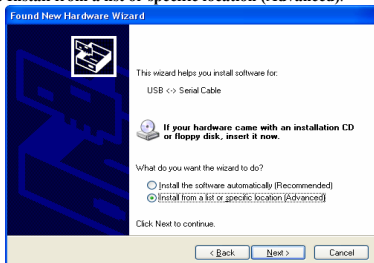 Install from a list or specific location (Advanced).
Found New Hardware Wizard
This wizard helps you install software for:
USB <-> Serial Cable
If your hardware came with an installation CD
or floppy disk, insert it now.
What do you want the wizard to do?
Install the software automatically (Recommended)
Install from a list or specific location (Advanced)
Click Next to continue.
< Back
Next >
Cancel